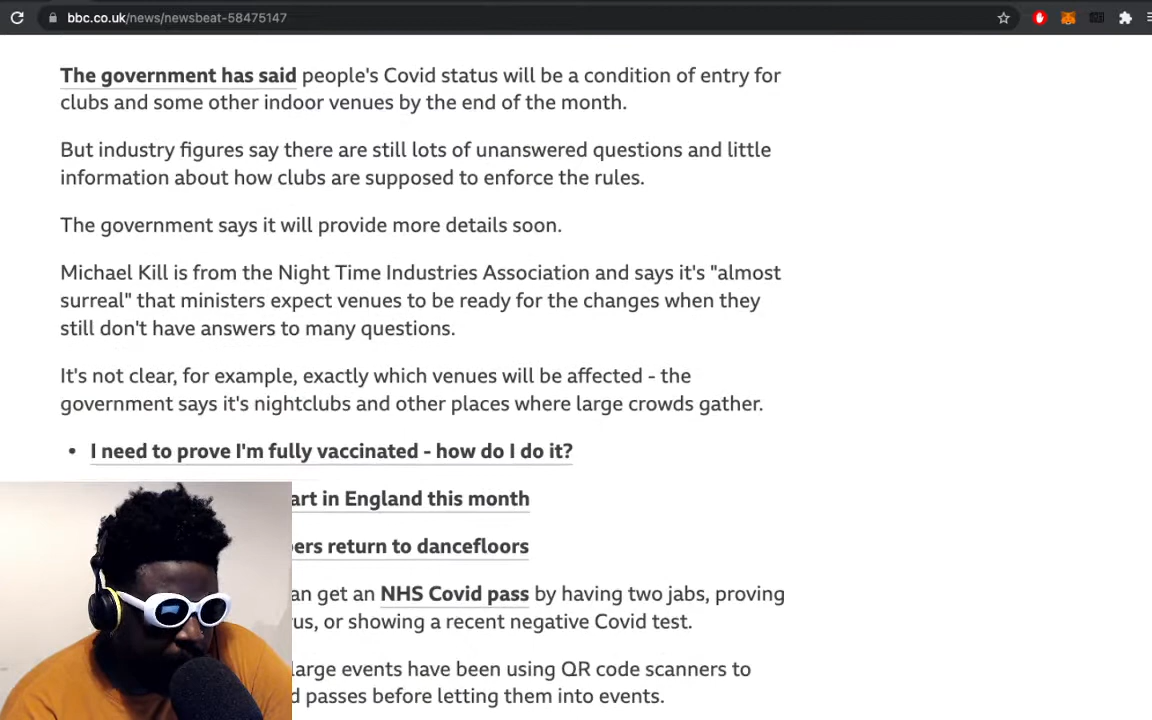 bbc.co.uk/news/newsbeat-58475147
The government has said people's Covid status will be a condition of entry for
clubs and some other indoor venues by the end of the month.
But industry figures say there are still lots of unanswered questions and little
information about how clubs are supposed to enforce the rules.
The government says it will provide more details soon.
Michael Kill is from the Night Time Industries Association and says it's "almost
surreal" that ministers expect venues to be ready for the changes when they
still don't have answers to many questions.
It's not clear, for example, exactly which venues will be affected - the
government says it's nightclubs and other places where large crowds gather.
• I need to prove I'm fully vaccinated - how do I do it?
in England this month
return to dancefloors
get an NHS Covid pass by having two jabs, proving
or showing a recent negative Covid test.
large events have been using QR code scanners to
passes before letting them into events.